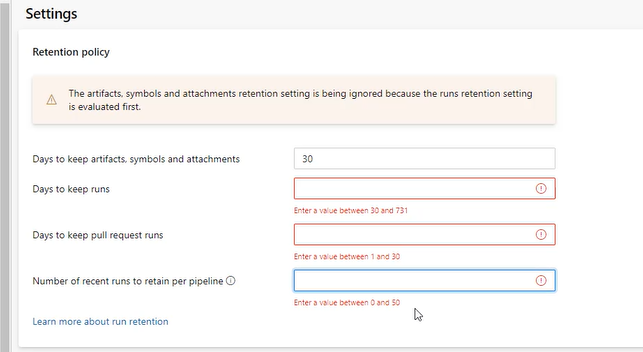 Settings
Retention policy
The artifacts, symbols and attachments retention setting is being ignored because the runs retention setting
is evaluated first.
Days to keep artifacts, symbols and attachments
30
Days to keep runs
Enter a value between 30 and 731
Days to keep pull request runs
Enter a value between 1 and 30
Number of recent runs to retain per pipeline
Enter a value between 0 and 50
Learn more about run retention